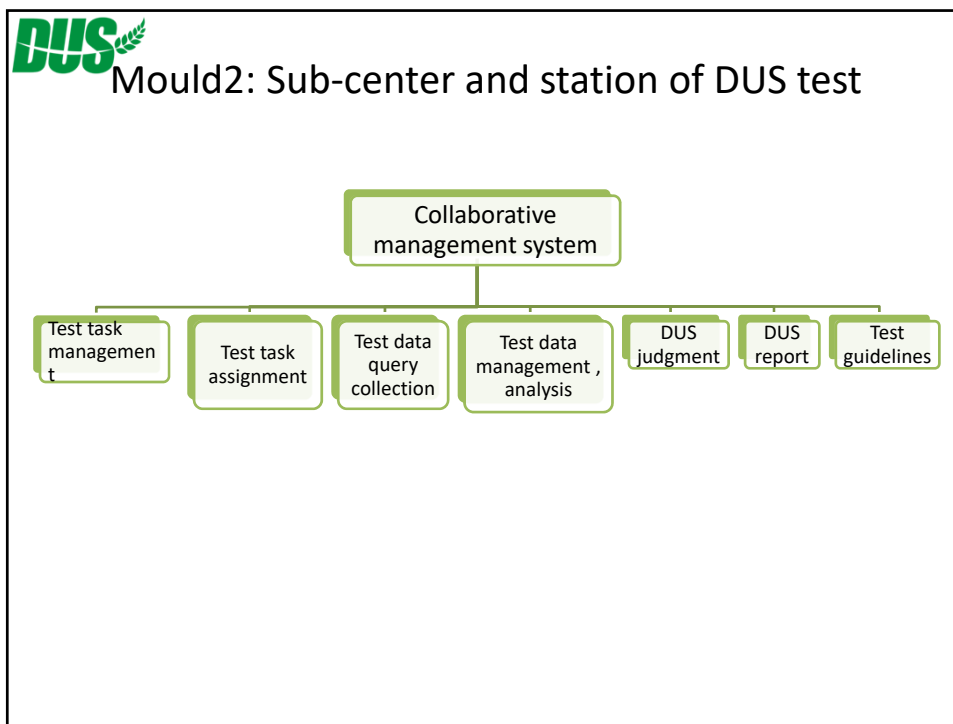 DUS
Mould2: Sub-center and station of DUS test
Collaborative
management system
Test task
managemen
t
Test task
assignment
Test data
query
collection
Test data
management ,
analysis
DUS
judgment
DUS
report
Test
guidelines